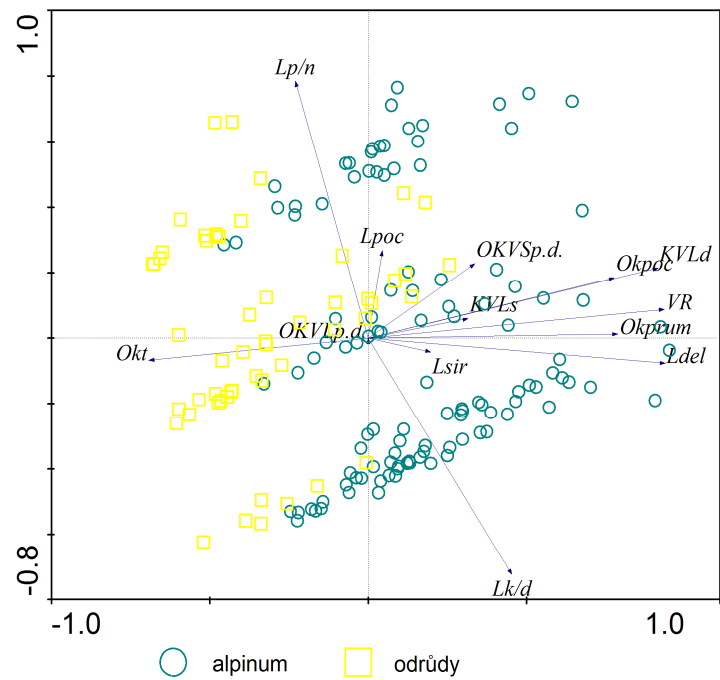 1.0
Lp/n
Lpoc
OKVSp.d.
KVLd
Okpoc
KVLs
VR
OKVLp.d.
Okprum
Okt
Lsir
Ldel
Lk/d
-0.8
-1.0
1.0
alpinum
odrůdy